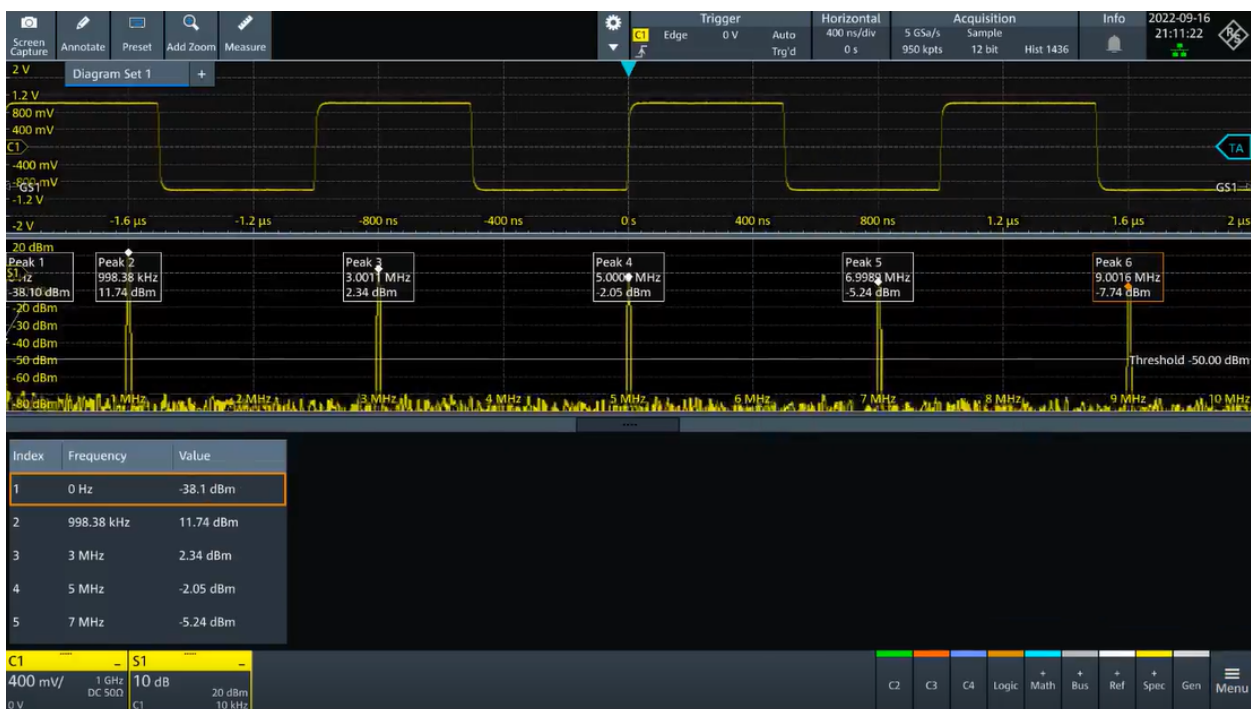 Screen Capture
Annotate
Preset
Add Zoom
Measure
Trigger
C1 Edge 0 V Auto
Trg'd
Horizontal
400 ns/div
0 s
Acquisition
5 GSa/s Sample
950 kpts 12 bit Hist 1436
Info
2022-09-16
21:11:22
R&S
Diagram Set 1 +
2 V
1.2 V
800 mV
400 mV
C1
TA
-400 mV
-800 mV
GS1
GS1
-1.2 V
-2 V
-1.6 µs -1.2 µs -800 ns -400 ns 0 s 400 ns 800 ns 1.2 µs 1.6 µs 2 µs
20 dBm
Peak 1
0 Hz
-38.10 dBm
S1
Peak 2
998.38 kHz
11.74 dBm
Peak 3
3.0011 MHz
2.34 dBm
Peak 4
5.0000 MHz
-2.05 dBm
Peak 5
6.9989 MHz
-5.24 dBm
Peak 6
9.0016 MHz
-7.74 dBm
-20 dBm
-30 dBm
-40 dBm
-50 dBm
Threshold -50.00 dBm
-60 dBm
-80 dBm
1 MHz 2 MHz 3 MHz 4 MHz 5 MHz 6 MHz 7 MHz 8 MHz 9 MHz 10 MHz
Index Frequency Value
1 0 Hz -38.1 dBm
2 998.38 kHz 11.74 dBm
3 3 MHz 2.34 dBm
4 5 MHz -2.05 dBm
5 7 MHz -5.24 dBm
C1
400 mV/ 1 GHz
DC 50Ω
0 V
S1
10 dB
20 dBm
C1 10 kHz
C2
C3
C4
Logic
+ Math
+ Bus
+ Ref
+ Spec
Gen
Menu